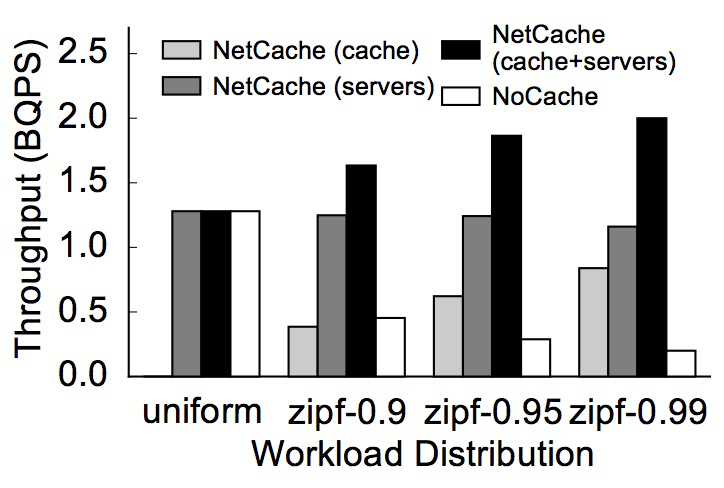 NetCache (cache)
NetCache (servers)
NetCache
(cache+servers)
NoCache
Throughput (BQPS)
2.5
2.0
1.5
1.0
0.5
0.0
uniform zipf-0.9 zipf-0.95 zipf-0.99
Workload Distribution